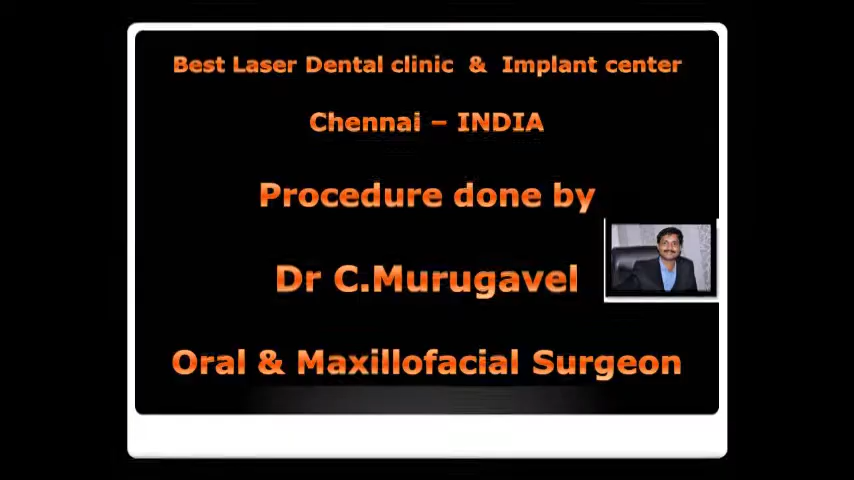 Best Laser Dental clinic & Implant center
Chennai – INDIA
Procedure done by
Dr C.Murugavel
Oral & Maxillofacial Surgeon